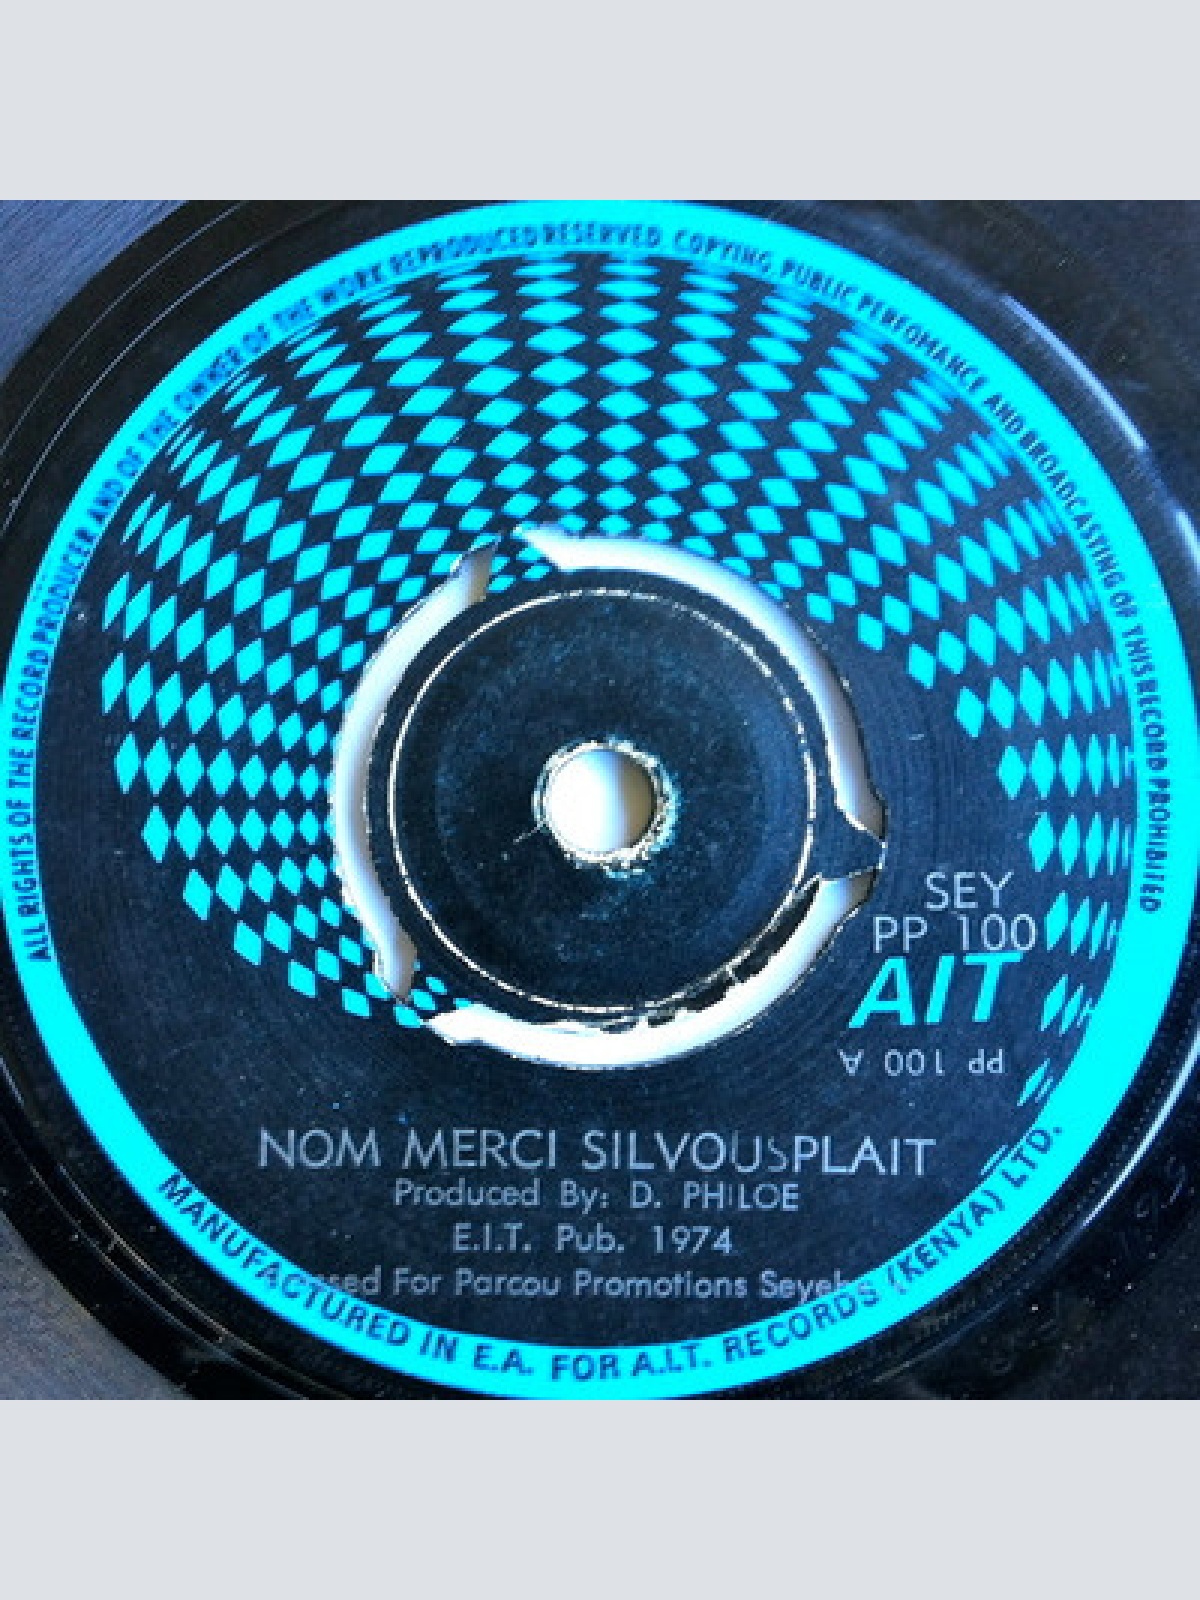 ALL RIGHTS OF THE RECORD PRODUCER AND OF THE OWNER OF THE WORK REPRODUCED RESERVED. COPYING, PUBLIC PERFOMANCE AND BROADCASTING OF THIS RECORD PROHIBITED
SEY
PP 100
AIT
PP 100 A
NOM MERCI SILVOUSPLAIT
Produced By: D. PHILOE
E.I.T. Pub. 1974
For Parcou Promotions
MANUFACTURED IN E.A. FOR A.I.T. RECORDS (KENYA) LTD.